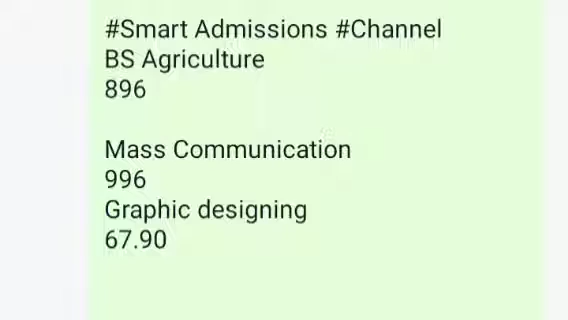 #Smart Admissions #Channel
BS Agriculture
896
Mass Communication
996
Graphic designing
67.90